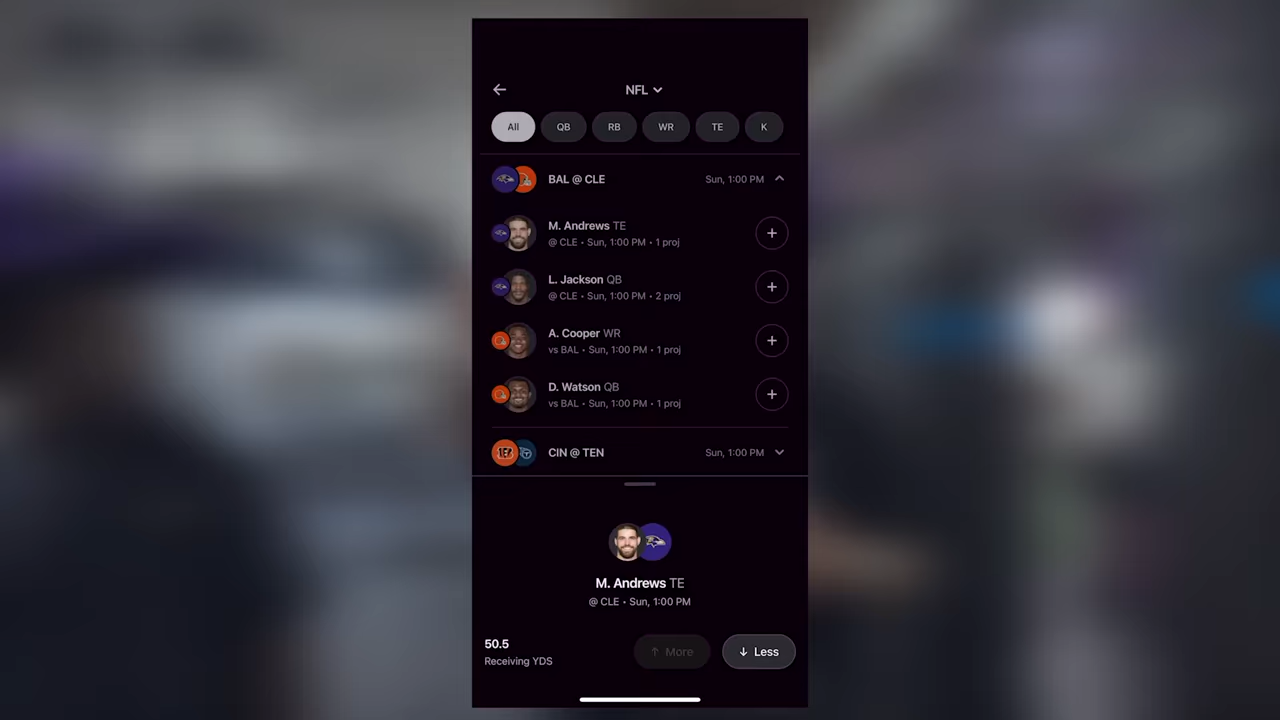 NFL
All QB RB WR TE K
BAL @ CLE Sun, 1:00 PM
M. Andrews TE
@ CLE • Sun, 1:00 PM • 1 proj
L. Jackson QB
@ CLE • Sun, 1:00 PM • 2 proj
A. Cooper WR
vs BAL • Sun, 1:00 PM • 1 proj
D. Watson QB
vs BAL • Sun, 1:00 PM • 1 proj
CIN @ TEN Sun, 1:00 PM
M. Andrews TE
@ CLE • Sun, 1:00 PM
50.5
Receiving YDS
↑ More ↓ Less